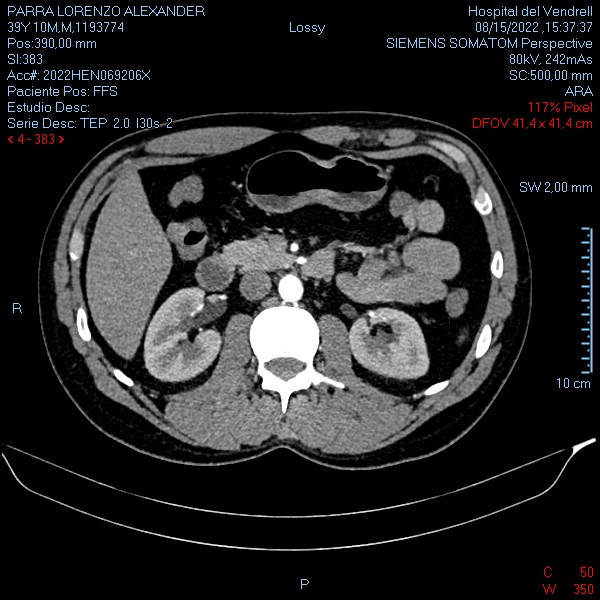 PARRA LORENZO ALEXANDER
39Y 10M,M,1193774
Pos:390,00 mm
SI:383
Acc#: 2022HEN069206X
Paciente Pos: FFS
Estudio Desc:
Serie Desc: TEP 2.0 I30s 2
< 4 - 383 >
Lossy
Hospital del Vendrell
08/15/2022 ,15:37:37
SIEMENS SOMATOM Perspective
80kV, 242mAs
SC:500,00 mm
ARA
117% Pixel
DFOV 41,4 x 41,4 cm
SW 2,00 mm
R
10 cm
P
C 50
W 350